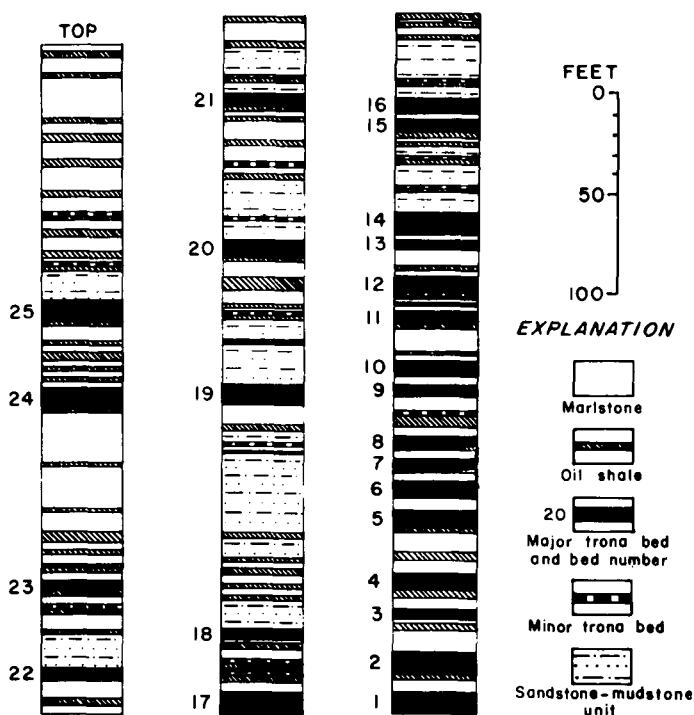 TOP
25
24
23
22
21
20
19
18
17
16
15
14
13
12
11
10
9
8
7
6
5
4
3
2
1
FEET
0
50
100
EXPLANATION
Marlstone
Oil shale
20
Major trona bed
and bed number
Minor trona bed
Sandstone-mudstone
unit